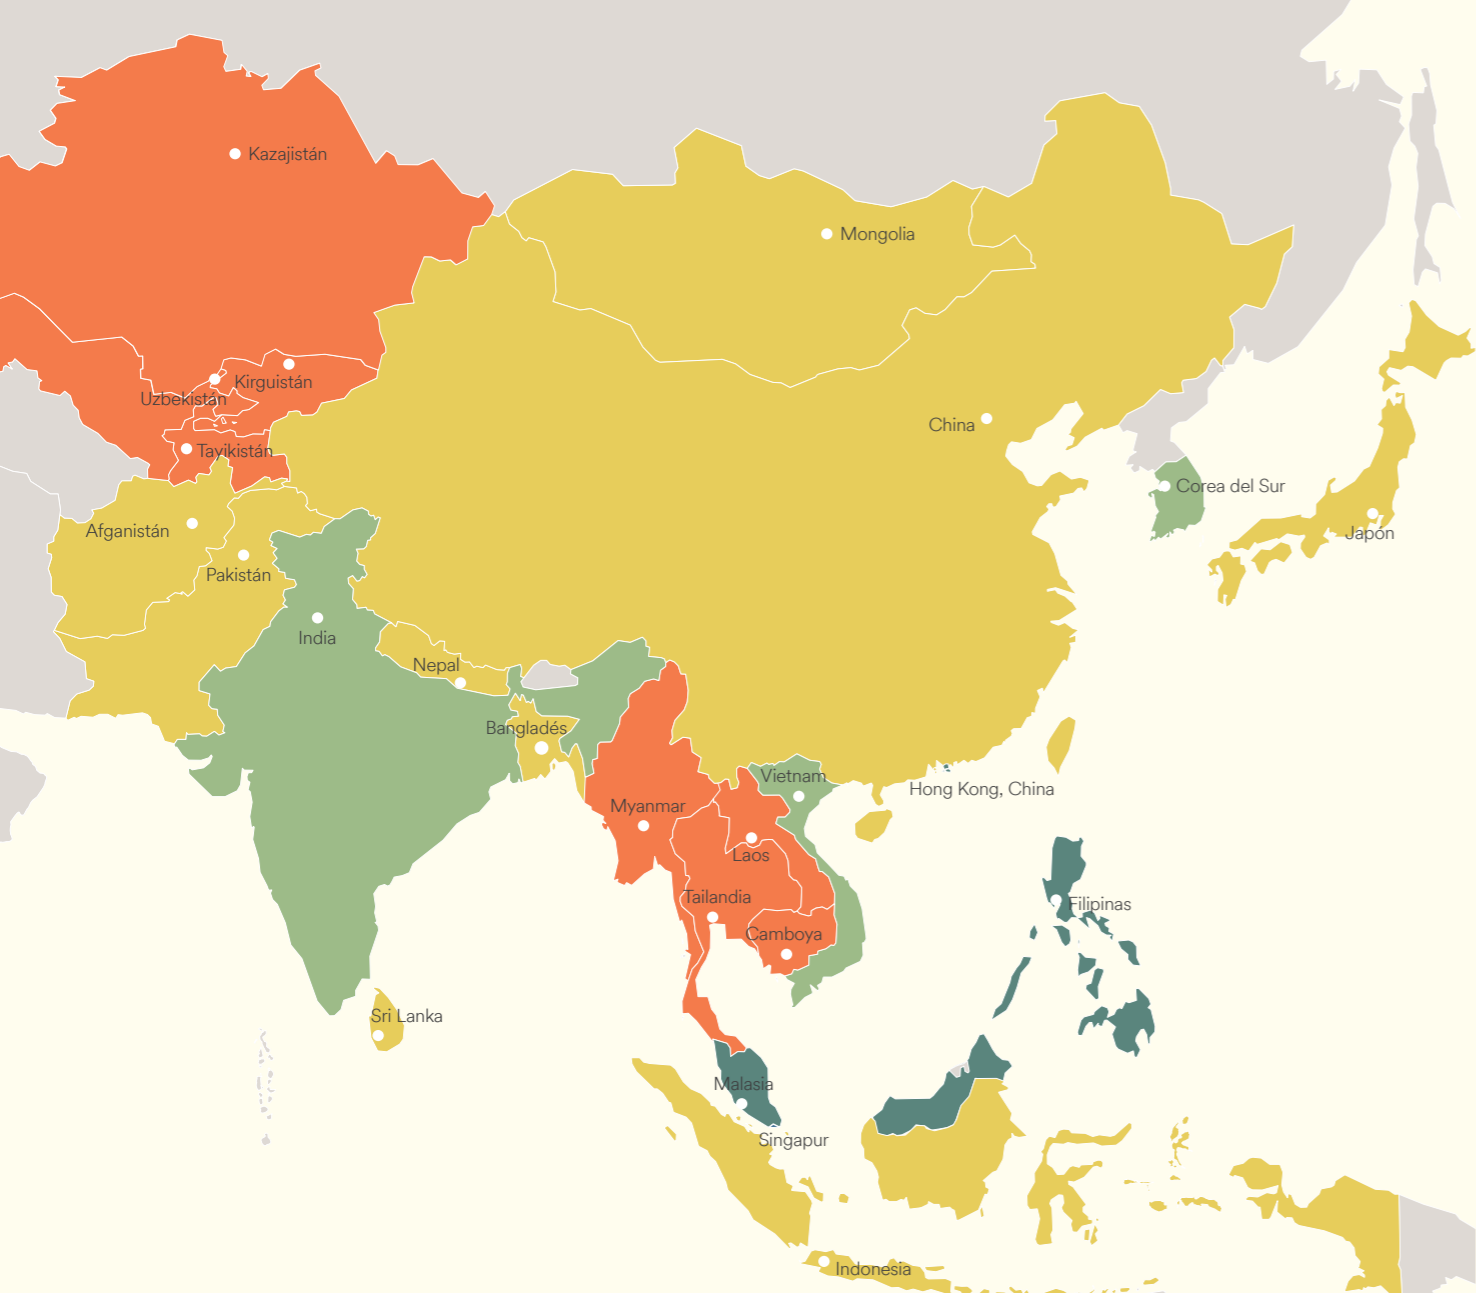 Kazajistán
Mongolia
Kirguistán
Uzbekistán
China
Tayikistán
Corea del Sur
Afganistán
Japón
Pakistán
India
Nepal
Bangladés
Vietnam
Hong Kong, China
Myanmar
Laos
Tailandia
Filipinas
Camboya
Sri Lanka
Malasia
Singapur
Indonesia